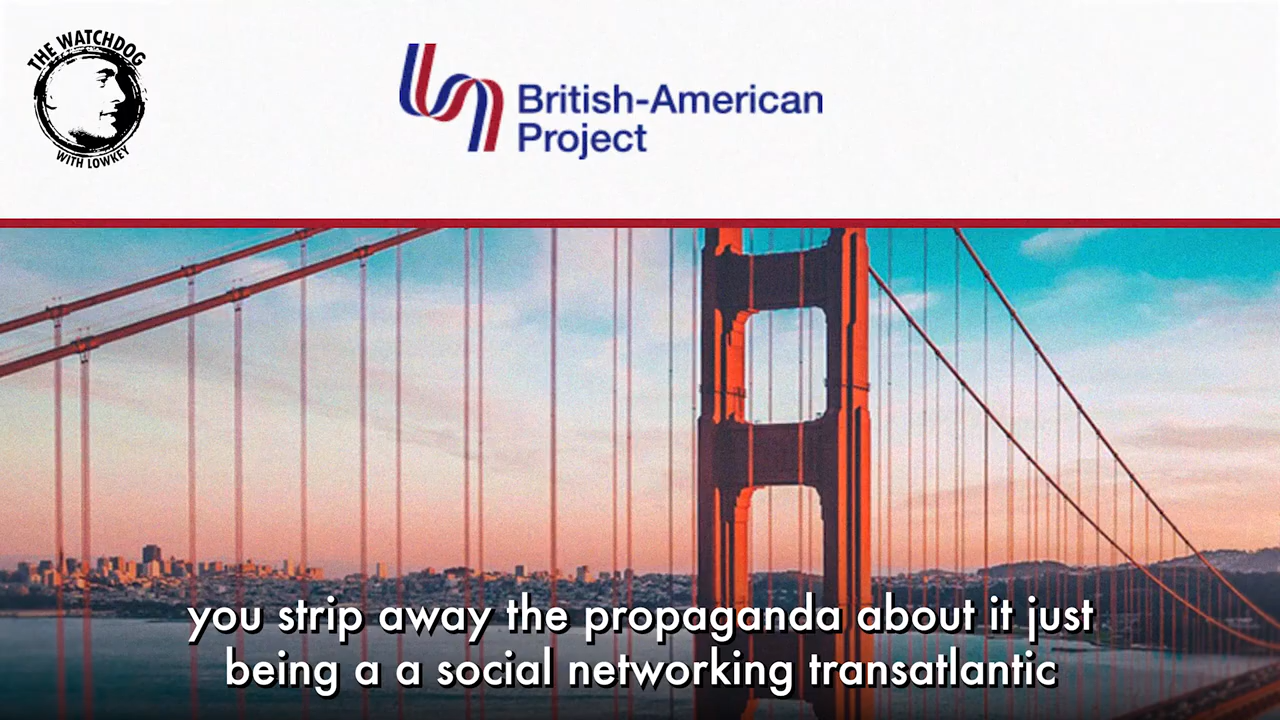 THE WATCHDOG
WITH LOWKEY
British-American
Project
you strip away the propaganda about it just
being a a social networking transatlantic